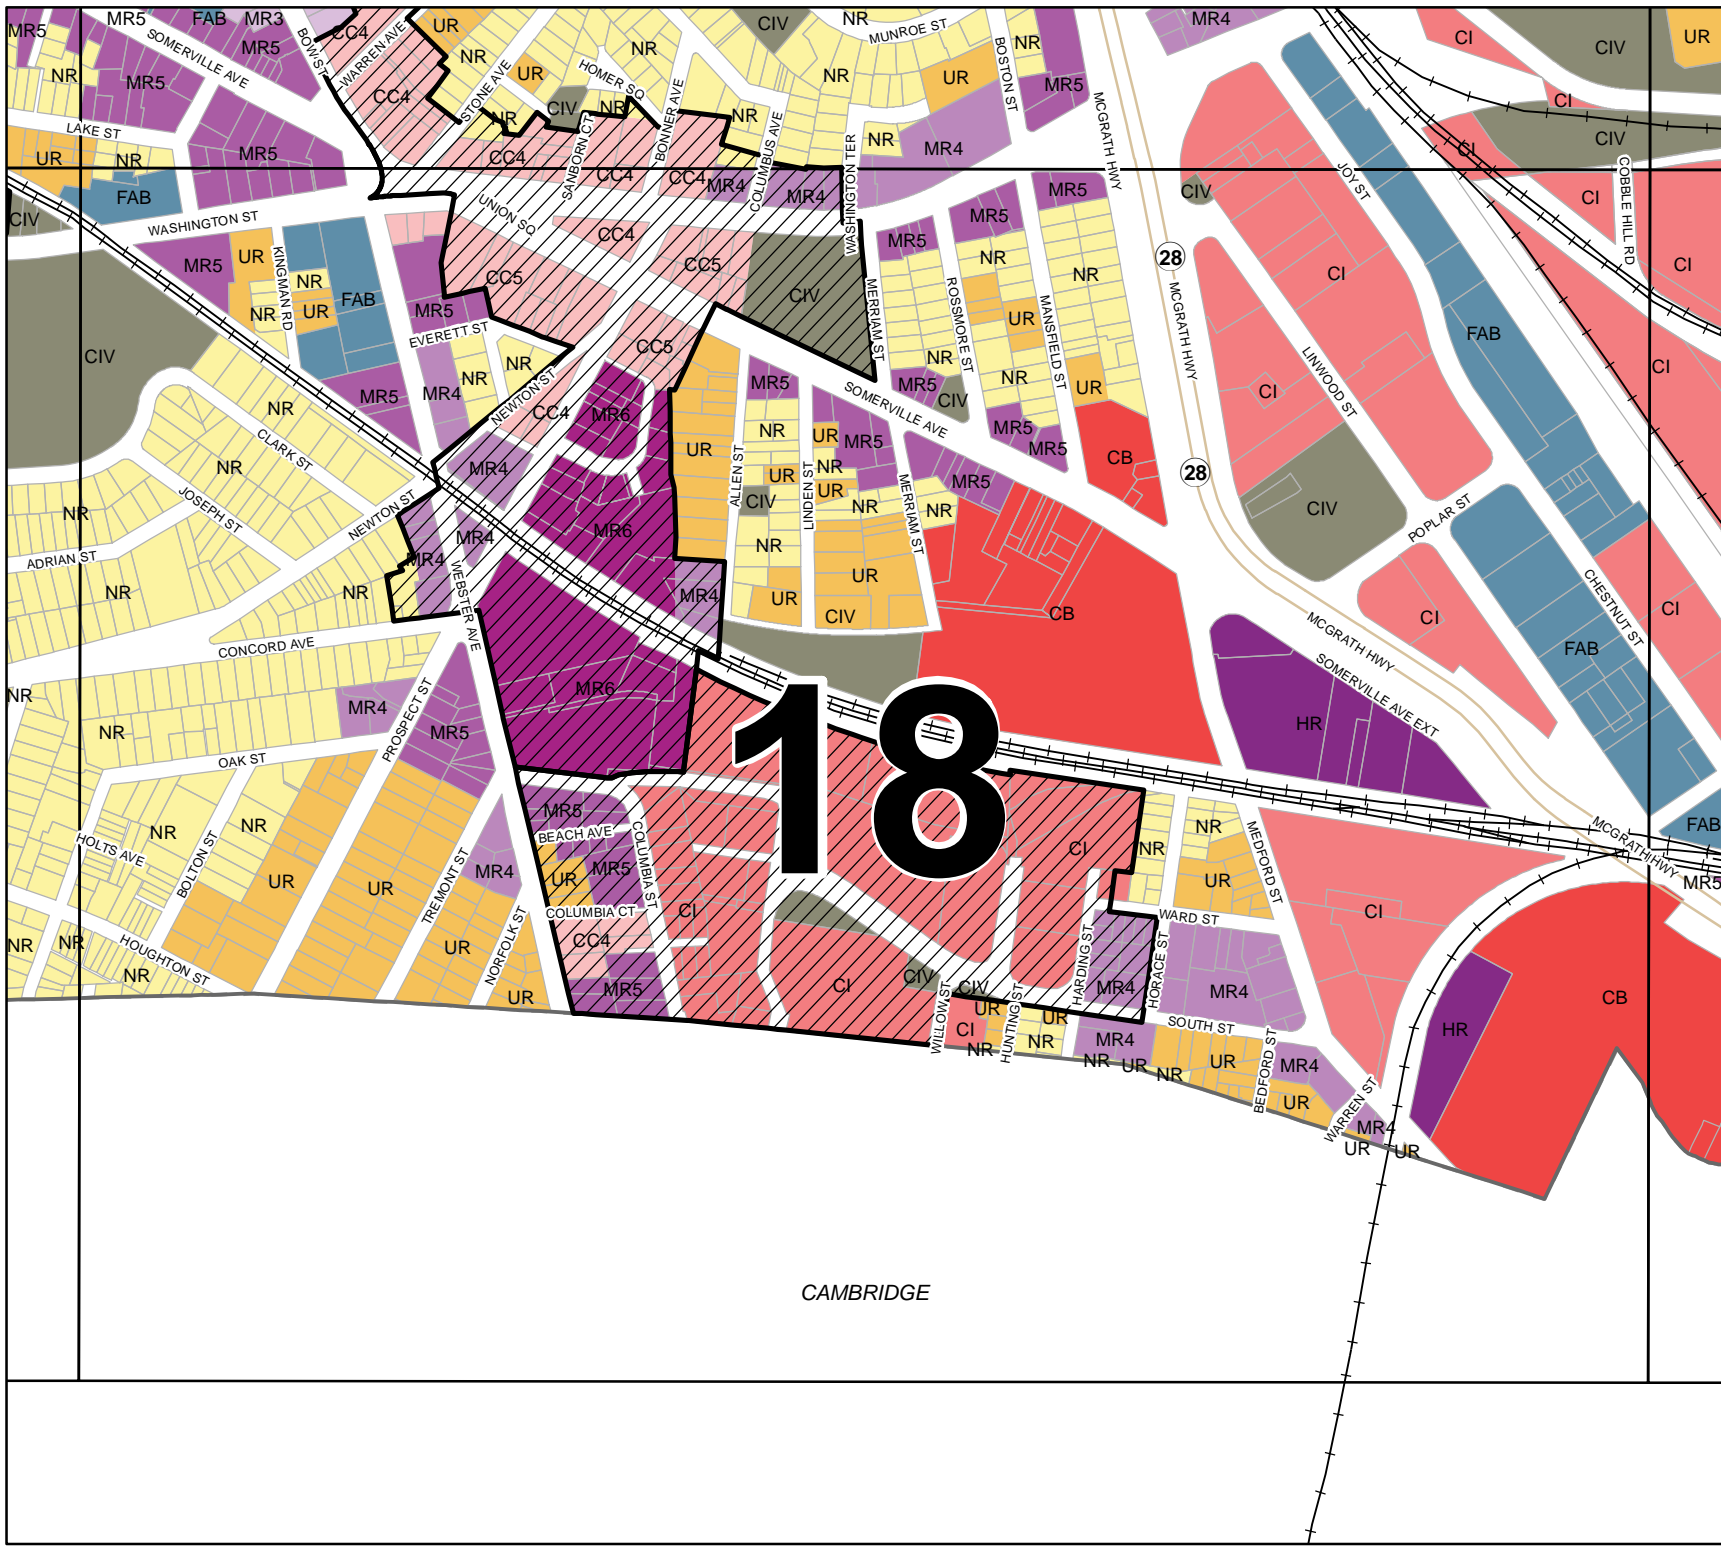 MR5
MR5
FAB
MR3
CC4
UR
NR
CIV
NR
MUNROE ST
MR4
CI
CIV
UR
SOMERVILLE AVE
MR5
BOW ST
WARREN AVE
NR
NR
BOSTON ST
NR
NR
MR5
CC4
STONE AVE
UR
HOMER SQ
NR
UR
MR5
MCGRATH HWY
CI
LAKE ST
NR
CIV
NR
BONNER AVE
NR
COLUMBUS AVE
WASHINGTON TER
NR
MR4
CIV
UR
NR
MR5
CC4
SANBORN CT
CC4
CC4
MR4
MR4
MR5
CIV
JOY ST
CI
COBBLE HILL RD
CI
FAB
CIV
WASHINGTON ST
UNION SQ
CC4
MR5
MR5
MR5
UR
KINGMAN RD
NR
FAB
CC5
CC5
CIV
NR
NR
28
CI
CI
NR
UR
MR5
EVERETT ST
MERRIAM ST
ROSSMORE ST
UR
MANSFIELD ST
MCGRATH HWY
FAB
CIV
CC5
NR
NR
NR
NR
LINWOOD ST
CI
MR5
MR4
NEWTON ST
CC4
MR6
MR5
SOMERVILLE AVE
MR5
CIV
UR
CI
NR
CLARK ST
NR
UR
NR
UR
MR5
MR5
MR5
CB
NR
MR4
ALLEN ST
UR
LINDEN ST
NR
UR
MR5
28
JOSEPH ST
NEWTON ST
MR6
CIV
NR
MERRIAM ST
NR
CIV
POPLAR ST
ADRIAN ST
MR4
MR4
NR
UR
NR
NR
WEBSTER AVE
MR4
UR
CIV
CB
CI
CHESTNUT ST
CI
CONCORD AVE
MCGRATH HWY
FAB
NR
MR6
SOMERVILLE AVE EXT
NR
MR4
PROSPECT ST
MR5
HR
OAK ST
18
HOLTS AVE
NR
NR
BOLTON ST
MR5
BEACH AVE
COLUMBIA ST
CI
NR
NR
MEDFORD ST
MCGRATH HWY
FAB
UR
UR
TREMONT ST
MR4
UR
MR5
UR
MR5
NR
NR
HOUGHTON ST
NR
UR
NORFOLK ST
COLUMBIA CT
CC4
CI
WARD ST
CI
UR
MR5
CI
CIV
CIV
WILLOW ST
HARDING ST
MR4
HORACE ST
MR4
HR
CB
CI
UR
NR
HUNTING ST
UR
NR
MR4
SOUTH ST
NR
UR
NR
UR
BEDFORD ST
MR4
UR
WARREN ST
MR4
UR
UR
CAMBRIDGE